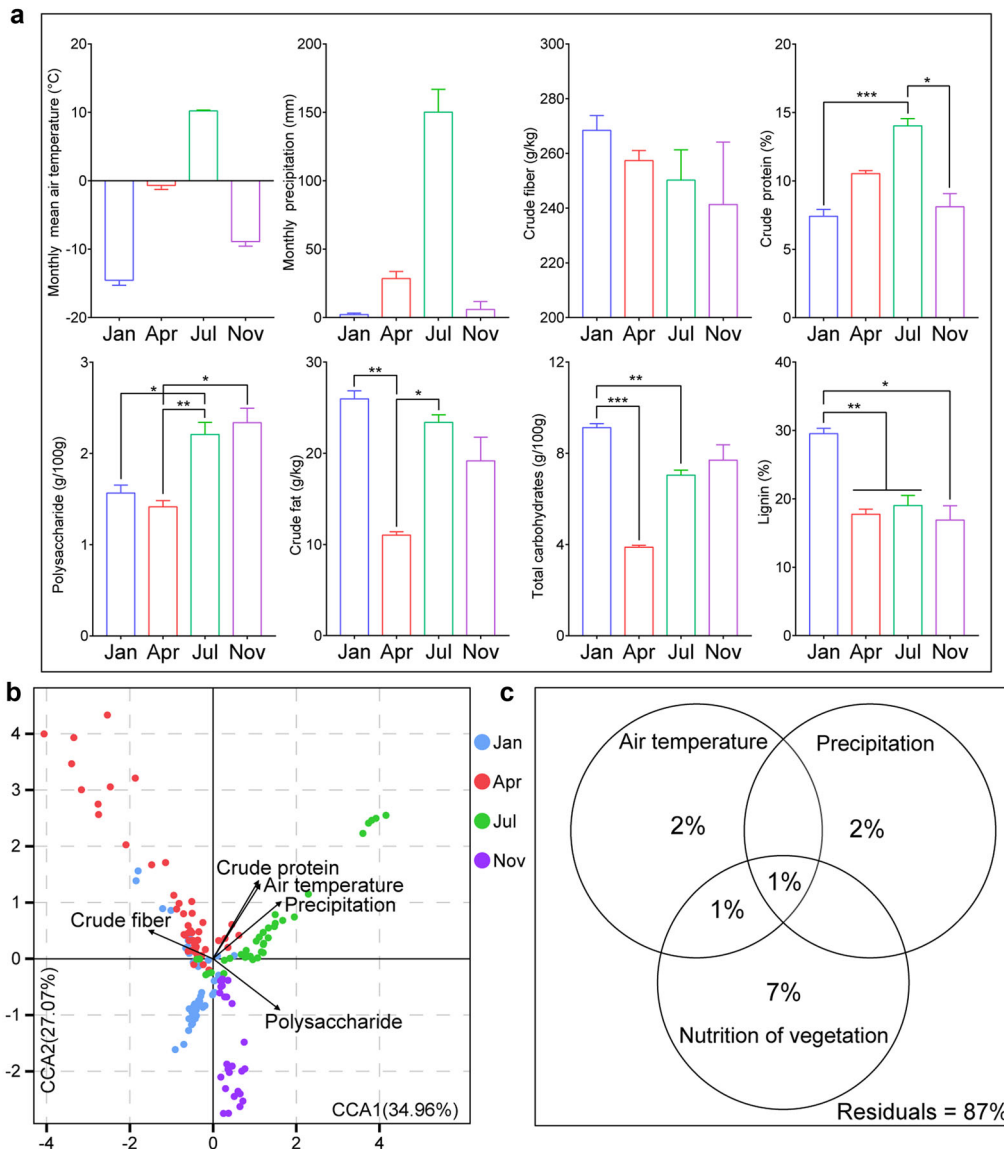 a
Monthly mean air temperature (°C)
20
10
0
-10
-20
Jan Apr Jul Nov
Monthly precipitation (mm)
200
150
100
50
0
Jan Apr Jul Nov
Crude fiber (g/kg)
300
280
260
240
220
200
Jan Apr Jul Nov
Crude protein (%)
20
15
10
5
0
***
*
Jan Apr Jul Nov
Polysaccharide (g/100g)
3
2
1
0
*
*
**
Jan Apr Jul Nov
Crude fat (g/kg)
30
20
10
0
**
*
Jan Apr Jul Nov
Total carbohydrates (g/100g)
12
9
6
4
0
**
***
Jan Apr Jul Nov
Lignin (%)
40
30
20
10
0
*
**
Jan Apr Jul Nov
b
4
3
2
1
0
-1
-2
-4
-2
0
2
4
CCA2(27.07%)
CCA1(34.96%)
Crude protein
Air temperature
Precipitation
Crude fiber
Polysaccharide
Jan
Apr
Jul
Nov
c
Air temperature
Precipitation
2%
2%
1%
1%
7%
Nutrition of vegetation
Residuals = 87%